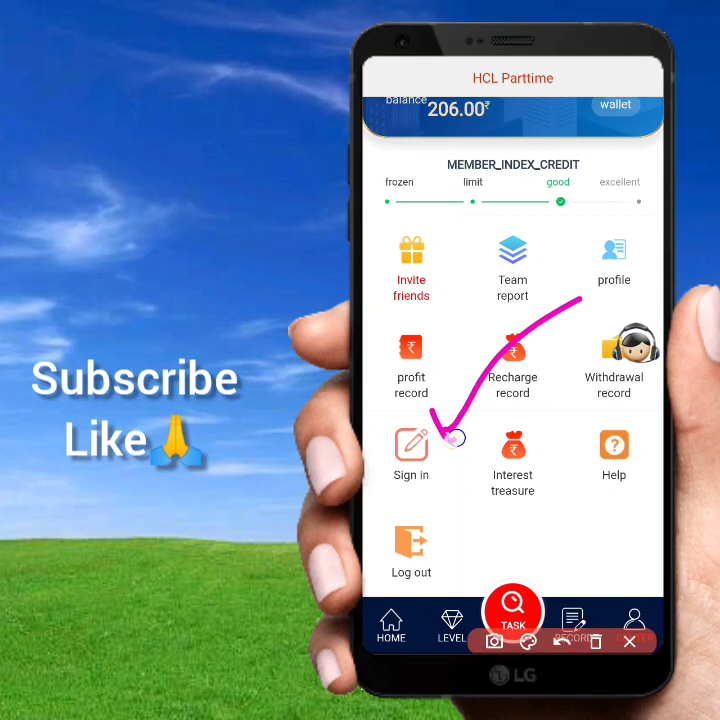 HCL Parttime
balance
206.00₹
wallet
MEMBER_INDEX_CREDIT
frozen
limit
good
excellent
Invite
friends
Team
report
profile
profit
record
Recharge
record
Withdrawal
record
Sign in
Interest
treasure
Help
Log out
HOME
LEVEL
TASK
LG
Subscribe
Like🙏